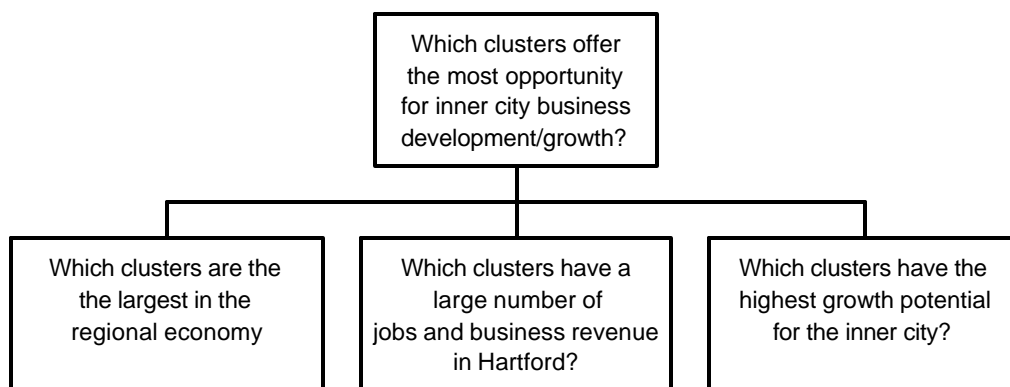 Which clusters offer
the most opportunity
for inner city business
development/growth?
Which clusters are the
the largest in the
regional economy
Which clusters have a
large number of
jobs and business revenue
in Hartford?
Which clusters have the
highest growth potential
for the inner city?